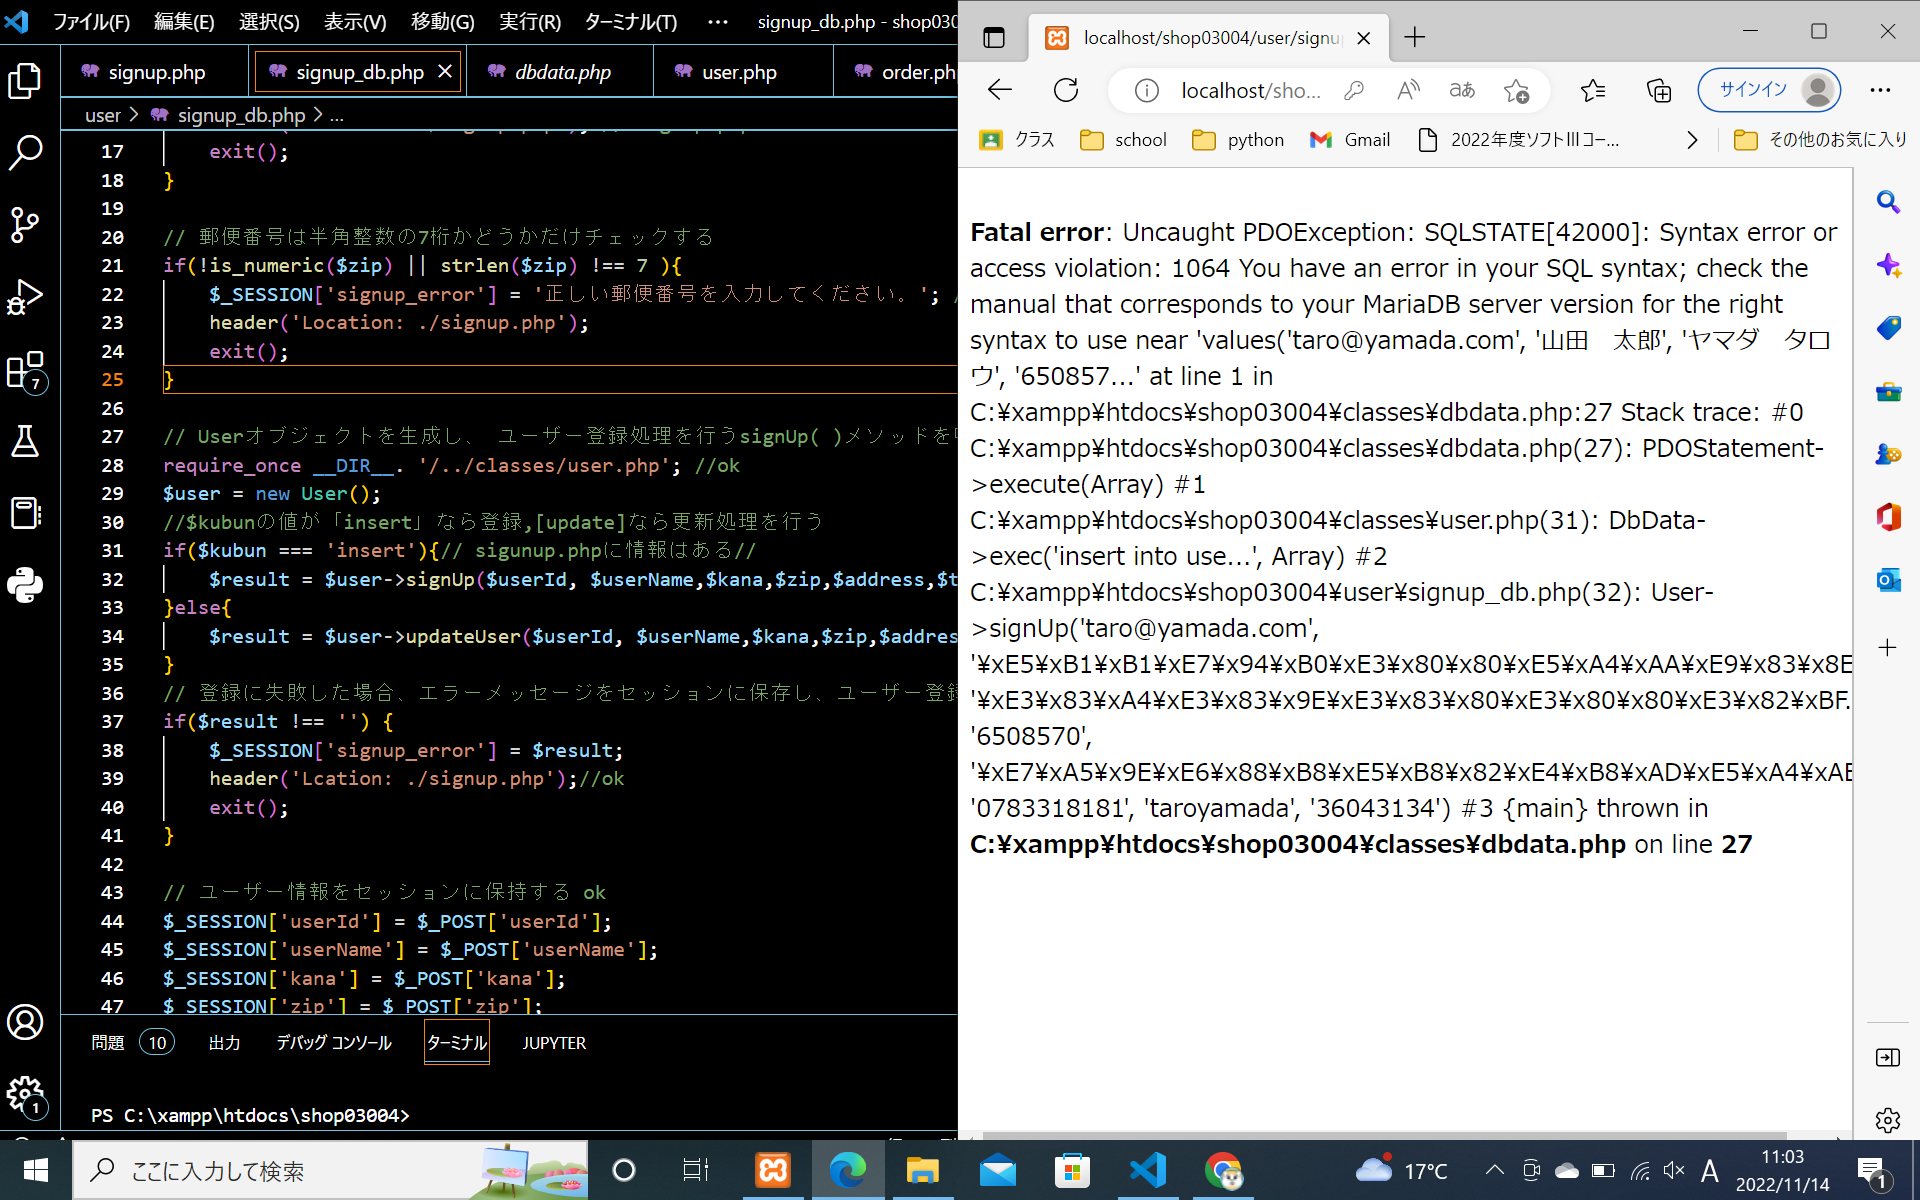 ファイル(F) 編集(E) 選択(S) 表示(V) 移動(G) 実行(R) ターミナル(T) ··· signup_db.php - shop03
signup.php signup_db.php dbdata.php user.php order.ph
user > signup_db.php > ...
17 exit();
18 }
19
20 // 郵便番号は半角整数の7桁かどうかだけチェックする
21 if(!is_numeric($zip) || strlen($zip) !== 7 ){
22 $_SESSION['signup_error'] = '正しい郵便番号を入力してください。'; /
23 header('Location: ./signup.php');
24 exit();
25 }
26
27 // Userオブジェクトを生成し、 ユーザー登録処理を行うsignUp( )メソッドを
28 require_once __DIR__. '/../classes/user.php'; //ok
29 $user = new User();
30 //$kubunの値が「insert」なら登録,[update]なら更新処理を行う
31 if($kubun === 'insert'){// sigunup.phpに情報はある//
32 $result = $user->signUp($userId, $userName,$kana,$zip,$address,$t
33 }else{
34 $result = $user->updateUser($userId, $userName,$kana,$zip,$addres
35 }
36 // 登録に失敗した場合、エラーメッセージをセッションに保存し、ユーザー登録
37 if($result !== '') {
38 $_SESSION['signup_error'] = $result;
39 header('Lcation: ./signup.php');//ok
40 exit();
41 }
42
43 // ユーザー情報をセッションに保持する ok
44 $_SESSION['userId'] = $_POST['userId'];
45 $_SESSION['userName'] = $_POST['userName'];
46 $_SESSION['kana'] = $_POST['kana'];
47 $_SESSION['zip'] = $_POST['zip'];
問題 10 出力 デバッグ コンソール ターミナル JUPYTER
PS C:\xampp\htdocs\shop03004>
7
1
localhost/shop03004/user/signu
localhost/sho... aあ サインイン
クラス school python Gmail 2022年度ソフトIIIコー... その他のお気に入り
Fatal error: Uncaught PDOException: SQLSTATE[42000]: Syntax error or
access violation: 1064 You have an error in your SQL syntax; check the
manual that corresponds to your MariaDB server version for the right
syntax to use near 'values('taro@yamada.com', '山田　太郎', 'ヤマダ　タロ
ウ', '650857...' at line 1 in
C:¥xampp¥htdocs¥shop03004¥classes¥dbdata.php:27 Stack trace: #0
C:¥xampp¥htdocs¥shop03004¥classes¥dbdata.php(27): PDOStatement-
>execute(Array) #1
C:¥xampp¥htdocs¥shop03004¥classes¥user.php(31): DbData-
>exec('insert into use...', Array) #2
C:¥xampp¥htdocs¥shop03004¥user¥signup_db.php(32): User-
>signUp('taro@yamada.com',
'¥xE5¥xB1¥xB1¥xE7¥x94¥xB0¥xE3¥x80¥x80¥xE5¥xA4¥xAA¥xE9¥x83¥x8E
'¥xE3¥x83¥xA4¥xE3¥x83¥x9E¥xE3¥x83¥x80¥xE3¥x80¥x80¥xE3¥x82¥xBF.
'6508570',
'¥xE7¥xA5¥x9E¥xE6¥x88¥xB8¥xE5¥xB8¥x82¥xE4¥xB8¥xAD¥xE5¥xA4¥xAE
'0783318181', 'taroyamada', '36043134') #3 {main} thrown in
C:¥xampp¥htdocs¥shop03004¥classes¥dbdata.php on line 27
ここに入力して検索
17°C A 11:03
2022/11/14 1